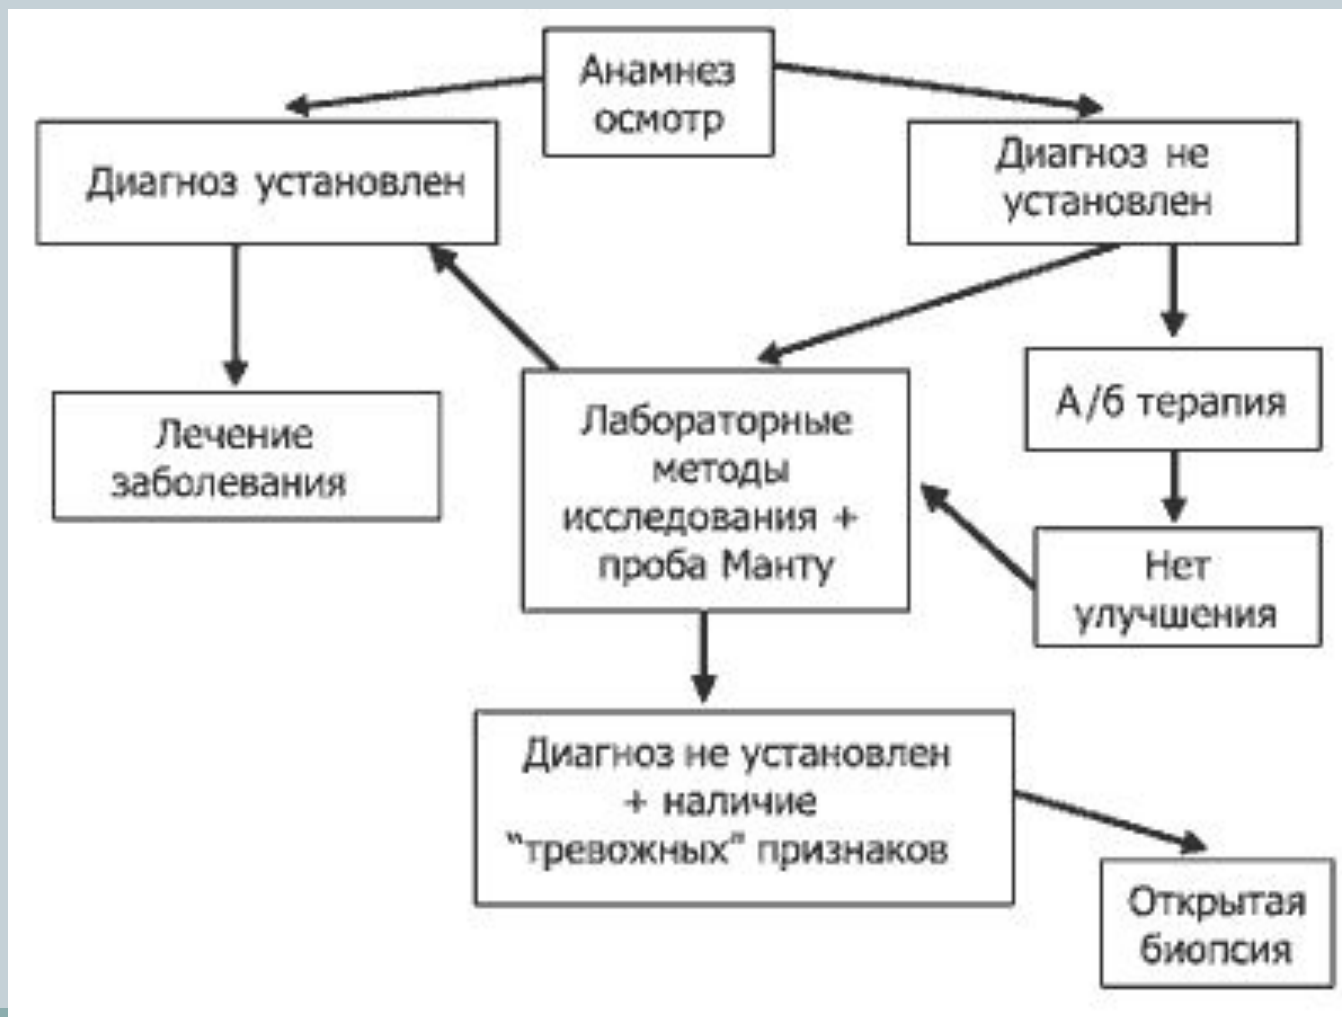 Анамнез
осмотр
Диагноз установлен
Диагноз не
установлен
Лечение
заболевания
Лабораторные
методы
исследования +
проба Манту
А/б терапия
Нет
улучшения
Диагноз не установлен
+ наличие
“тревожных” признаков
Открытая
биопсия